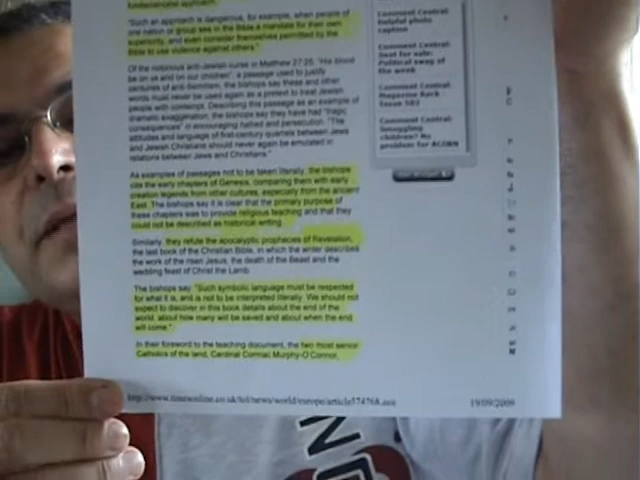 fundamentalist approach.
"Such an approach is dangerous, for example, when people of
one nation or group see in the Bible a mandate for their own
superiority, and even consider themselves permitted by the
Bible to use violence against others."
Of the notorious anti-Jewish curse in Matthew 27:25, "His blood
be on us and on our children", a passage used to justify
centuries of anti-Semitism, the bishops say these and other
words must never be used again as a pretext to treat Jewish
people with contempt. Describing this passage as an example of
dramatic exaggeration, the bishops say they have had "tragic
consequences" in encouraging hatred and persecution. "The
attitudes and language of first-century quarrels between Jews
and Jewish Christians should never again be emulated in
relations between Jews and Christians."
As examples of passages not to be taken literally, the bishops
cite the early chapters of Genesis, comparing them with early
creation legends from other cultures, especially from the ancient
East. The bishops say it is clear that the primary purpose of
these chapters was to provide religious teaching and that they
could not be described as historical writing.
Similarly, they refute the apocalyptic prophecies of Revelation,
the last book of the Christian Bible, in which the writer describes
the work of the risen Jesus, the death of the Beast and the
wedding feast of Christ the Lamb.
The bishops say: "Such symbolic language must be respected
for what it is, and is not to be interpreted literally. We should not
expect to discover in this book details about the end of the
world, about how many will be saved and about when the end
will come."
In their foreword to the teaching document, the two most senior
Catholics of the land, Cardinal Cormac Murphy-O'Connor,
Comment Central:
helpful photo
caption
Comment Central:
Seat for sale:
Political swag of
the week
Comment Central:
Magazine Rack -
Issue 502
Comment Central:
Smuggling
children? No
problem for ACORN
http://www.timesonline.co.uk/tol/news/world/europe/article574768.ece
19/09/2009